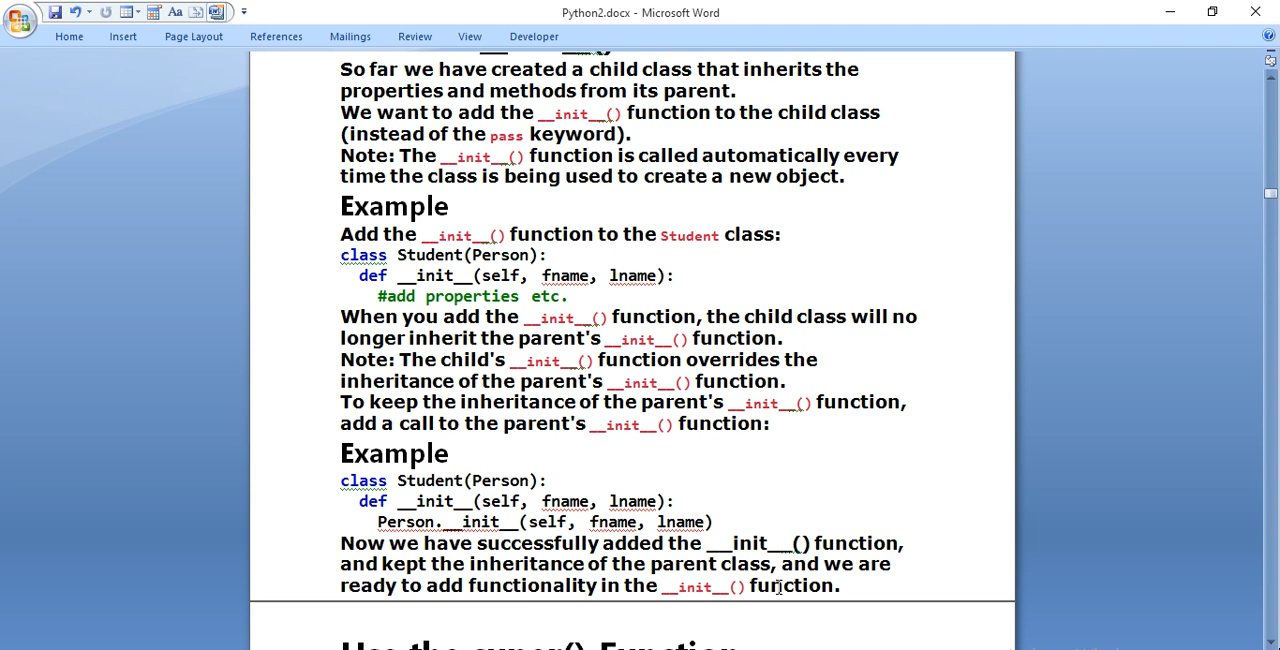 Python2.docx - Microsoft Word
Home Insert Page Layout References Mailings Review View Developer
So far we have created a child class that inherits the
properties and methods from its parent.
We want to add the __init__() function to the child class
(instead of the pass keyword).
Note: The __init__() function is called automatically every
time the class is being used to create a new object.
Example
Add the __init__() function to the Student class:
class Student(Person):
def __init__(self, fname, lname):
#add properties etc.
When you add the __init__() function, the child class will no
longer inherit the parent's __init__() function.
Note: The child's __init__() function overrides the
inheritance of the parent's __init__() function.
To keep the inheritance of the parent's __init__() function,
add a call to the parent's __init__() function:
Example
class Student(Person):
def __init__(self, fname, lname):
Person.__init__(self, fname, lname)
Now we have successfully added the __init__() function,
and kept the inheritance of the parent class, and we are
ready to add functionality in the __init__() function.
Use the super() Function